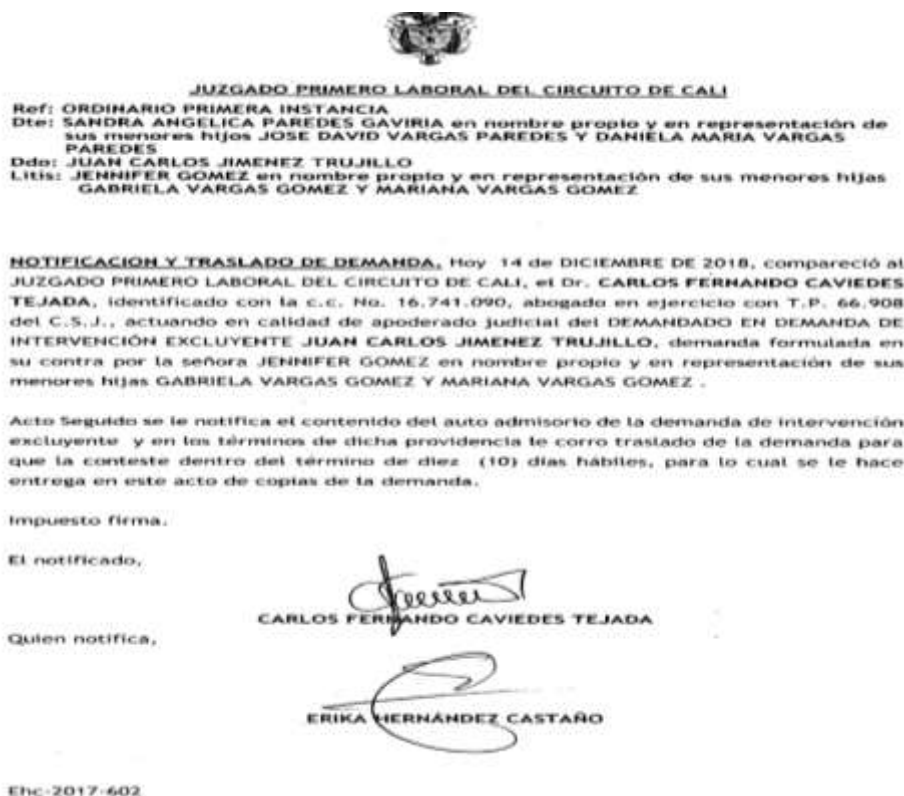 JUZGADO PRIMERO LABORAL DEL CIRCUITO DE CALI
Ref: ORDINARIO PRIMERA INSTANCIA
Dte: SANDRA ANGELICA PAREDES GAVIRIA en nombre propio y en representación de
sus menores hijos JOSE DAVID VARGAS PAREDES Y DANIELA MARIA VARGAS
PAREDES
Ddo: JUAN CARLOS JIMENEZ TRUJILLO
Litis: JENNIFER GOMEZ en nombre propio y en representación de sus menores hijas
GABRIELA VARGAS GOMEZ Y MARIANA VARGAS GOMEZ
NOTIFICACION Y TRASLADO DE DEMANDA, Hoy 14 de DICIEMBRE DE 2018, compareció al
JUZGADO PRIMERO LABORAL DEL CIRCUITO DE CALI, el Dr. CARLOS FERNANDO CAVIEDES
TEJADA, identificado con la c.c. No. 16.741.090, abogado en ejercicio con T.P. 66.908
del C.S.J., actuando en calidad de apoderado judicial del DEMANDADO EN DEMANDA DE
INTERVENCIÓN EXCLUYENTE JUAN CARLOS JIMENEZ TRUJILLO, demanda formulada en
su contra por la señora JENNIFER GOMEZ en nombre propio y en representación de sus
menores hijas GABRIELA VARGAS GOMEZ Y MARIANA VARGAS GOMEZ .
Acto Seguido se le notifica el contenido del auto admisorio de la demanda de intervención
excluyente y en los términos de dicha providencia le corro traslado de la demanda para
que la conteste dentro del término de diez (10) días hábiles, para lo cual se le hace
entrega en este acto de copias de la demanda.
Impuesto firma.
El notificado,
CARLOS FERNANDO CAVIEDES TEJADA
Quien notifica,
ERIKA HERNÁNDEZ CASTAÑO
Ehc-2017-602